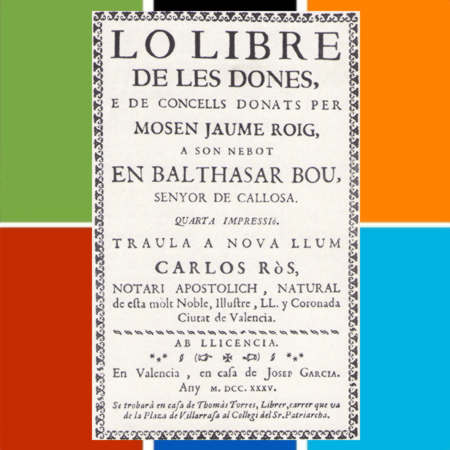 LO LIBRE
DE LES DONES,
E DE CONCELLS DONATS PER
MOSEN JAUME ROIG,
A SON NEBOT
EN BALTHASAR BOU,
SENYOR DE CALLOSA.
QUARTA IMPRESSIÓ.
TRAULA A NOVA LLUM
CARLOS RòS,
NOTARI APOSTOLICH, NATURAL
de eſta mòlt Noble, Illuſtre, LL. y Coronada
Ciutat de Valencia.
AB LLICENCIA.
En Valencia, en caſa de JOSEP GARCIA.
Any M. DCC. XXXV.
Se trobarà en caſa de Thomàs Torres, Librer, carrer que va
de la Plaza de Villarraſa al Collegi del Sr. Patriarcha.